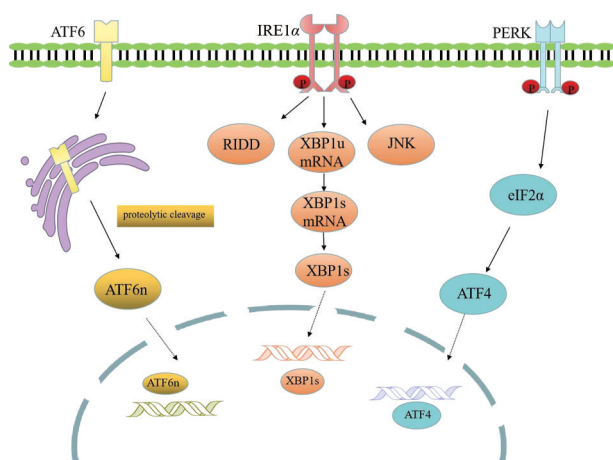 ATF6
IRE1α
PERK
P
P
P
P
RIDD
XBP1u
mRNA
JNK
proteolytic cleavage
XBP1s
mRNA
eIF2α
ATF6n
XBP1s
ATF4
ATF6n
XBP1s
ATF4